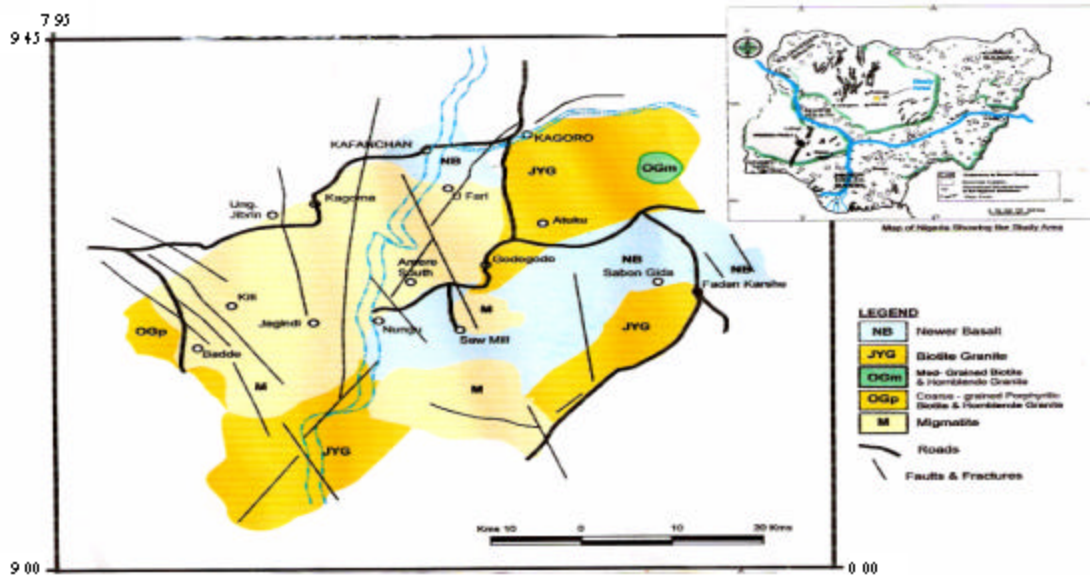 7 95
9 45
KAFANCHAN
KAGORO
NB
JYG
OGm
Ung.
Jibrin
Kagoma
Fari
Atuku
NB
Sabon Gida
NB
Fadan Karshe
Godogodo
Amere
South
Kili
Jagindi
Nungu
M
Saw Mill
JYG
OGp
Badde
M
M
JYG
Map of Nigeria Showing the Study Area
LEGEND
NB Newer Basalt
JYG Biotite Granite
OGm Med- Grained Biotite
& Hornblende Granite
OGp Coarse - grained Porphyritic
Biotite & Hornblende Granite
M Migmatite
Roads
Faults & Fractures
Kms 10 0 10 20 Kms
9 00
0 00